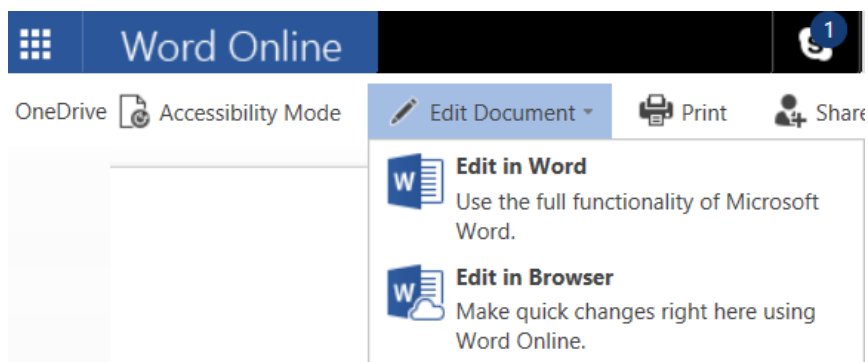 Word Online
1
OneDrive Accessibility Mode Edit Document Print Share
Edit in Word
Use the full functionality of Microsoft
Word.
Edit in Browser
Make quick changes right here using
Word Online.